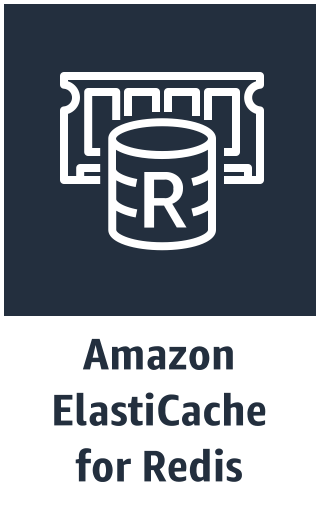 R
Amazon
ElastiCache
for Redis